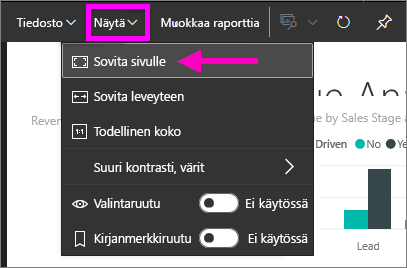 Tiedosto Näytä Muokkaa raporttia
Sovita sivulle
Sovita leveyteen
1:1 Todellinen koko
Suuri kontrasti, värit
Valintaruutu Ei käytössä
Kirjanmerkkiruutu Ei käytössä
Reven
ue by Sales Stage a
Driven No Ye
Lead